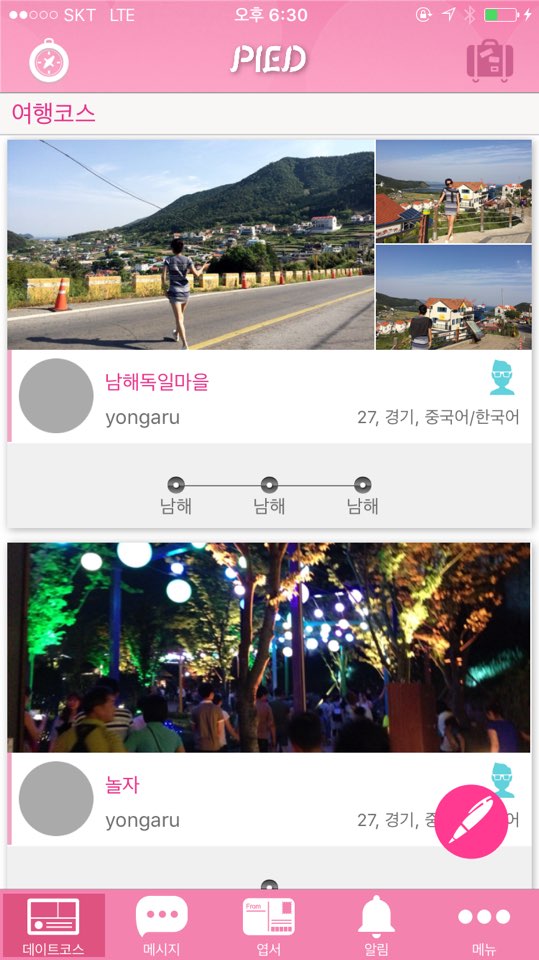 SKT LTE 오후 6:30
PIED
여행코스
남해독일마을
yongaru 27, 경기, 중국어/한국어
남해 남해 남해
놀자
yongaru 27, 경기, 중 어
From
데이트코스 메시지 엽서 알림 메뉴